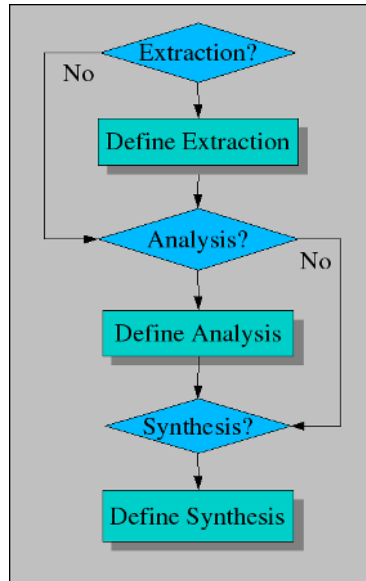 Extraction?
No
Define Extraction
Analysis?
No
Define Analysis
Synthesis?
Define Synthesis